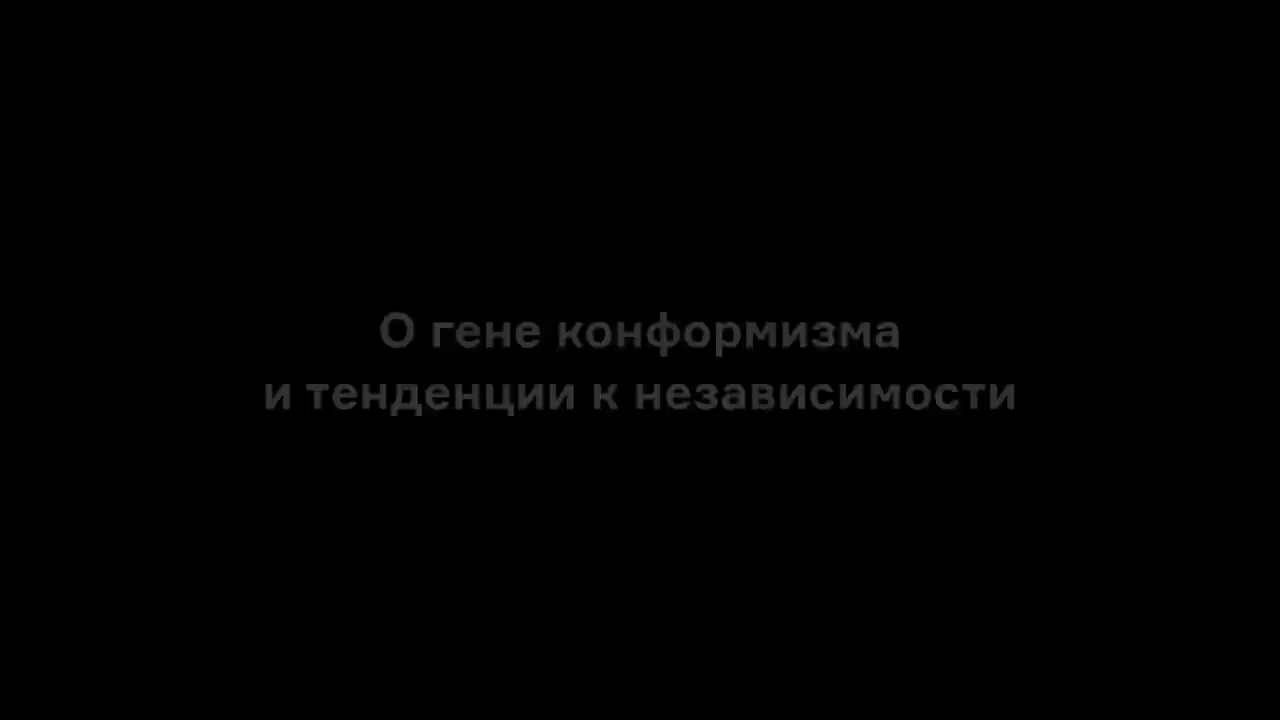 О гене конформизма
и тенденции к независимости